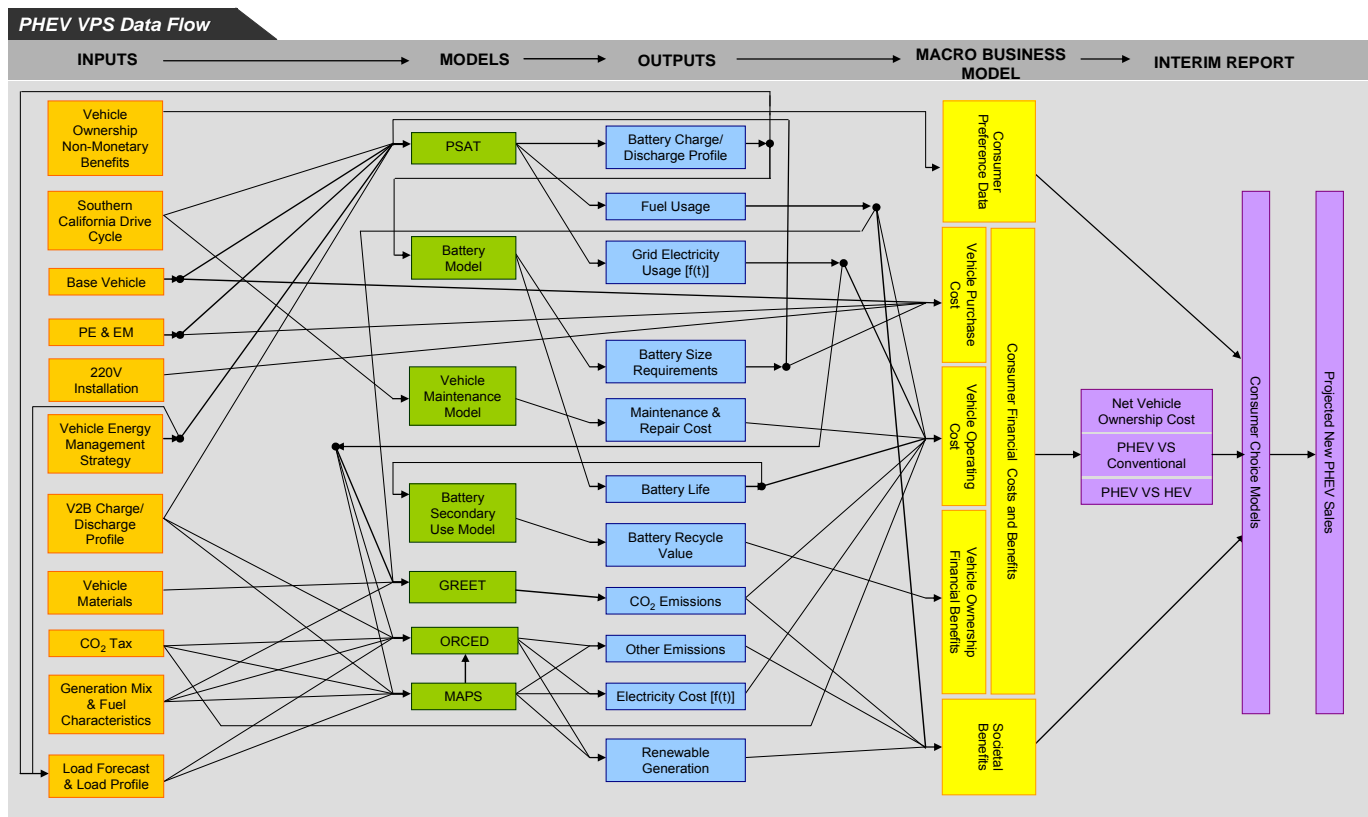 PHEV VPS Data Flow
INPUTS
MODELS
OUTPUTS
MACRO BUSINESS
MODEL
INTERIM REPORT
Vehicle
Ownership
Non-Monetary
Benefits
Southern
California Drive
Cycle
Base Vehicle
PE & EM
220V
Installation
Vehicle Energy
Management
Strategy
V2B Charge/
Discharge
Profile
Vehicle
Materials
CO₂ Tax
Generation Mix
& Fuel
Characteristics
Load Forecast
& Load Profile
PSAT
Battery
Model
Vehicle
Maintenance
Model
Battery
Secondary
Use Model
GREET
ORCED
MAPS
Battery Charge/
Discharge Profile
Fuel Usage
Grid Electricity
Usage [f(t)]
Battery Size
Requirements
Maintenance &
Repair Cost
Battery Life
Battery Recycle
Value
CO₂ Emissions
Other Emissions
Electricity Cost [f(t)]
Renewable
Generation
Consumer
Preference Data
Vehicle Purchase
Cost
Vehicle Operating
Cost
Vehicle Ownership
Financial Benefits
Consumer Financial Costs and Benefits
Societal
Benefits
Net Vehicle
Ownership Cost
PHEV VS
Conventional
PHEV VS HEV
Consumer Choice Models
Projected New PHEV Sales